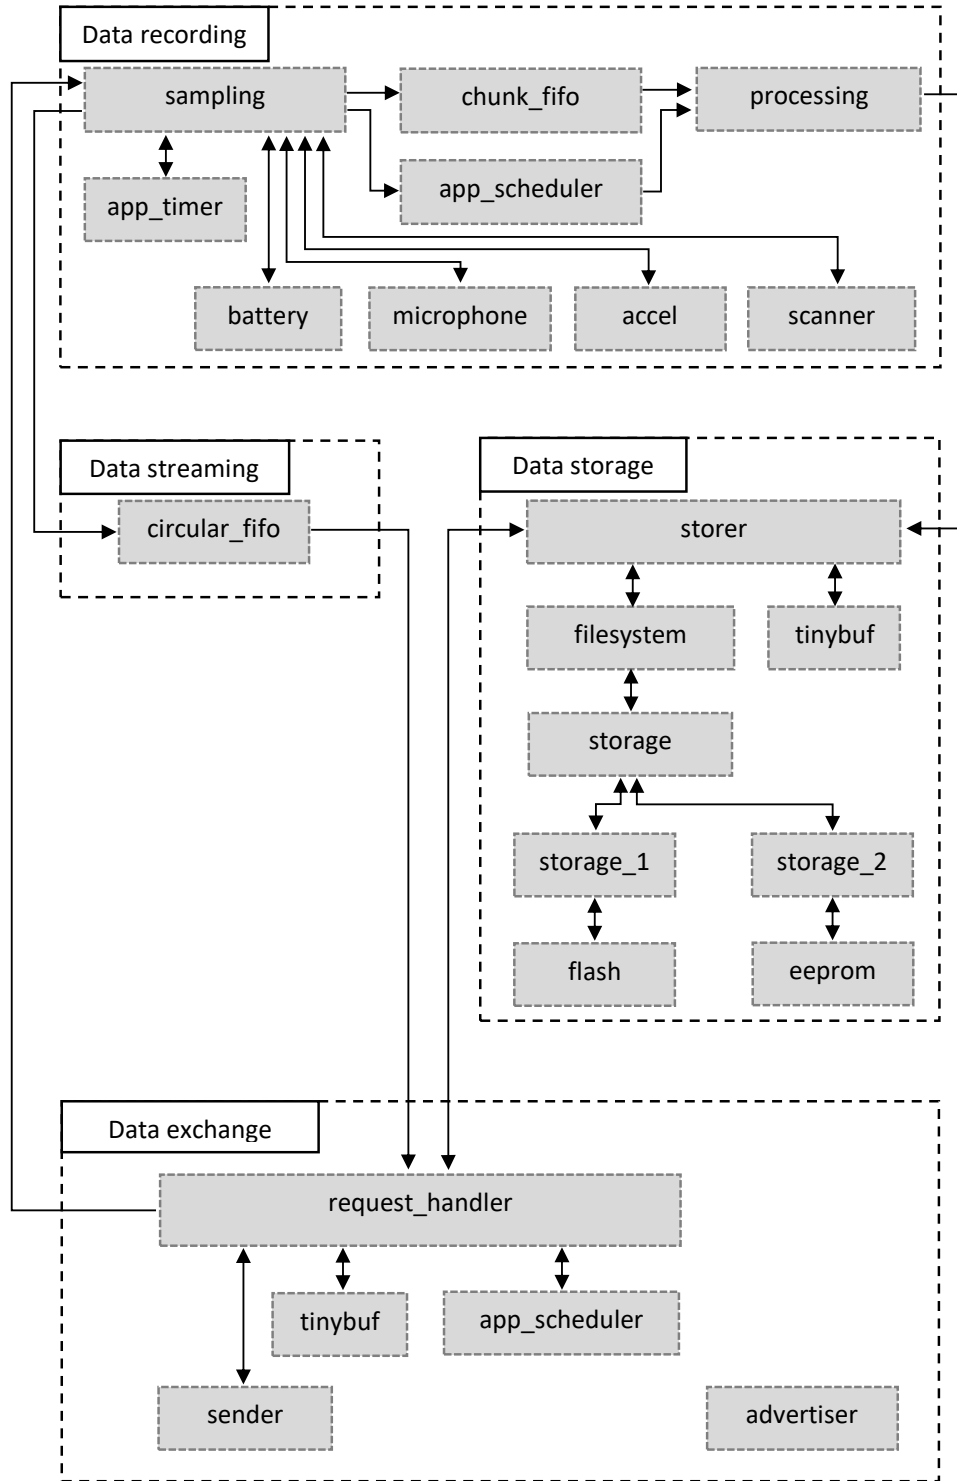 Data recording
sampling
chunk_fifo
processing
app_timer
app_scheduler
battery
microphone
accel
scanner
Data streaming
circular_fifo
Data storage
storer
filesystem
tinybuf
storage
storage_1
storage_2
flash
eeprom
Data exchange
request_handler
tinybuf
app_scheduler
sender
advertiser